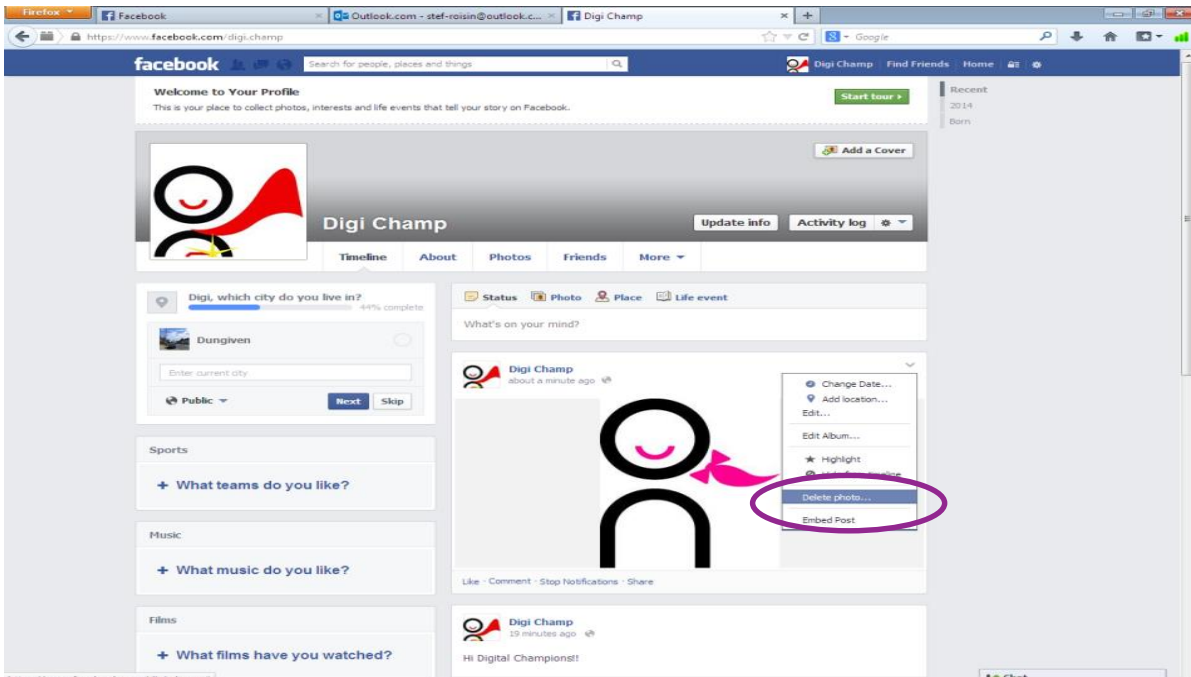 Firefox
Facebook
Outlook.com - stef-roisin@outlook.c...
Digi Champ
https://www.facebook.com/digi.champ
Google
facebook
Search for people, places and things
Digi Champ Find Friends Home
Welcome to Your Profile
This is your place to collect photos, interests and life events that tell your story on Facebook.
Start tour
Recent
2014
Born
Add a Cover
Digi Champ
Update info
Activity log
Timeline About Photos Friends More
Digi, which city do you live in?
44% complete
Dungiven
Enter current city
Public
Next
Skip
Sports
+ What teams do you like?
Music
+ What music do you like?
Films
+ What films have you watched?
Status Photo Place Life event
What's on your mind?
Digi Champ
about a minute ago
Change Date...
Add location...
Edit...
Edit Album...
Highlight
Hide from timeline
Delete photo...
Embed Post
Like · Comment · Stop Notifications · Share
Digi Champ
19 minutes ago
Hi Digital Champions!!
Chat